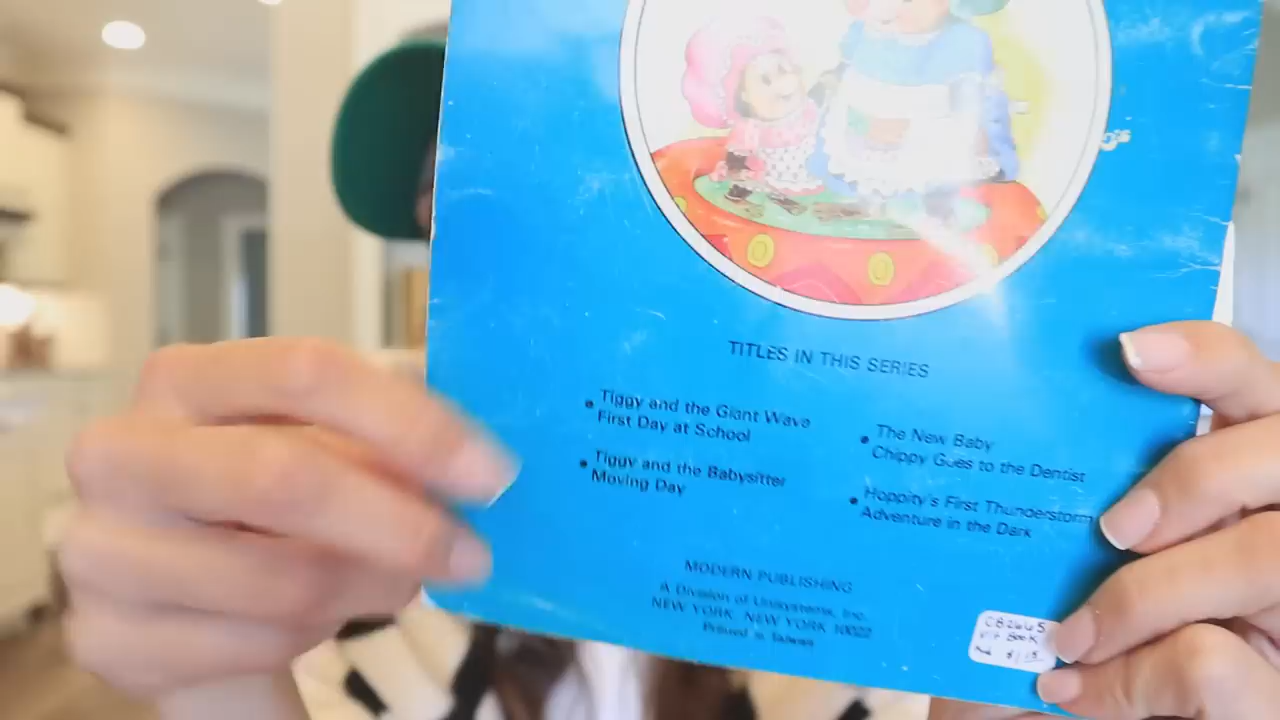 TITLES IN THIS SERIES
• Tiggy and the Giant Wave
First Day at School
• Tiggy and the Babysitter
Moving Day
• The New Baby
Chippy Goes to the Dentist
• Hoppity's First Thunderstorm
Adventure in the Dark
MODERN PUBLISHING
A Division of Unisystems, Inc.
NEW YORK, NEW YORK 10022
Printed in Taiwan
CB2665
Book